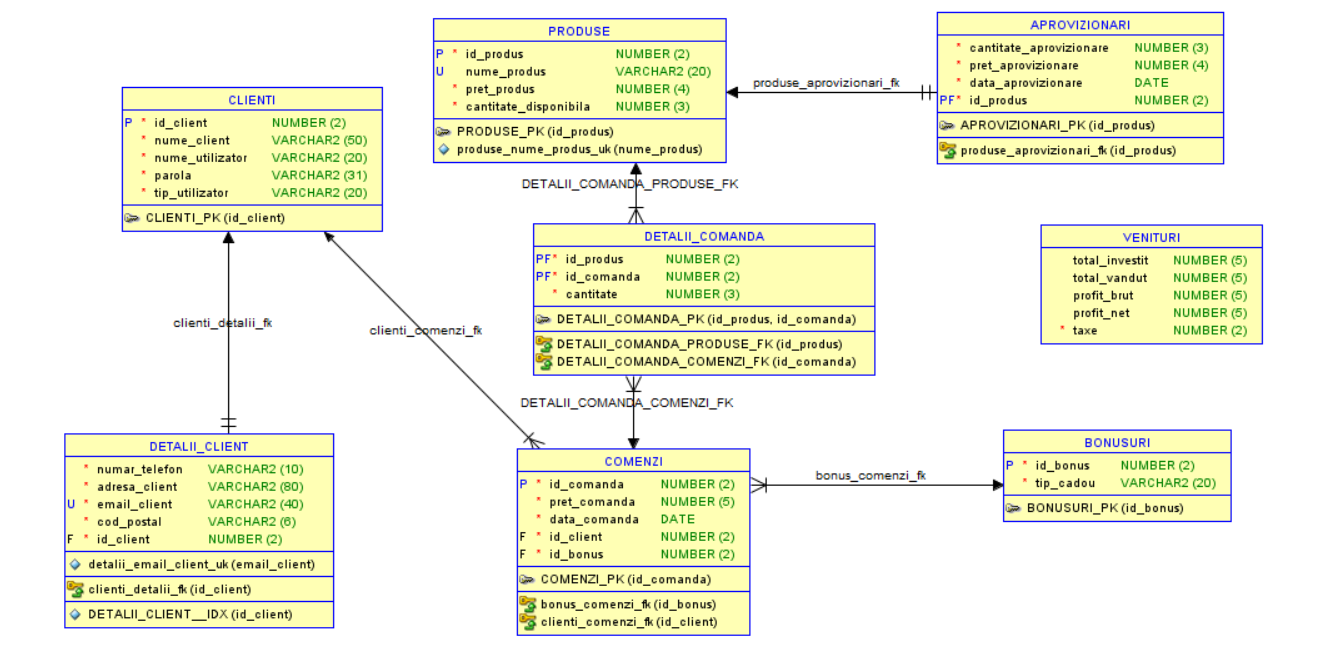 PRODUSE
P * id_produs NUMBER (2)
U nume_produs VARCHAR2 (20)
* pret_produs NUMBER (4)
* cantitate_disponibila NUMBER (3)
PRODUSE_PK (id_produs)
produse_nume_produs_uk (nume_produs)
APROVIZIONARI
* cantitate_aprovizionare NUMBER (3)
* pret_aprovizionare NUMBER (4)
* data_aprovizionare DATE
PF* id_produs NUMBER (2)
APROVIZIONARI_PK (id_produs)
produse_aprovizionari_fk (id_produs)
produse_aprovizionari_fk
CLIENTI
P * id_client NUMBER (2)
* nume_client VARCHAR2 (50)
* nume_utilizator VARCHAR2 (20)
* parola VARCHAR2 (31)
* tip_utilizator VARCHAR2 (20)
CLIENTI_PK (id_client)
DETALII_COMANDA_PRODUSE_FK
DETALII_COMANDA
PF* id_produs NUMBER (2)
PF* id_comanda NUMBER (2)
* cantitate NUMBER (3)
DETALII_COMANDA_PK (id_produs, id_comanda)
DETALII_COMANDA_PRODUSE_FK (id_produs)
DETALII_COMANDA_COMENZI_FK (id_comanda)
VENITURI
total_investit NUMBER (5)
total_vandut NUMBER (5)
profit_brut NUMBER (5)
profit_net NUMBER (5)
* taxe NUMBER (2)
clienti_detalii_fk
clienti_comenzi_fk
DETALII_COMANDA_COMENZI_FK
DETALII_CLIENT
* numar_telefon VARCHAR2 (10)
* adresa_client VARCHAR2 (80)
U * email_client VARCHAR2 (40)
* cod_postal VARCHAR2 (6)
F * id_client NUMBER (2)
detalii_email_client_uk (email_client)
clienti_detalii_fk (id_client)
DETALII_CLIENT__IDX (id_client)
COMENZI
P * id_comanda NUMBER (2)
* pret_comanda NUMBER (5)
* data_comanda DATE
F * id_client NUMBER (2)
F * id_bonus NUMBER (2)
COMENZI_PK (id_comanda)
bonus_comenzi_fk (id_bonus)
clienti_comenzi_fk (id_client)
bonus_comenzi_fk
BONUSURI
P * id_bonus NUMBER (2)
* tip_cadou VARCHAR2 (20)
BONUSURI_PK (id_bonus)